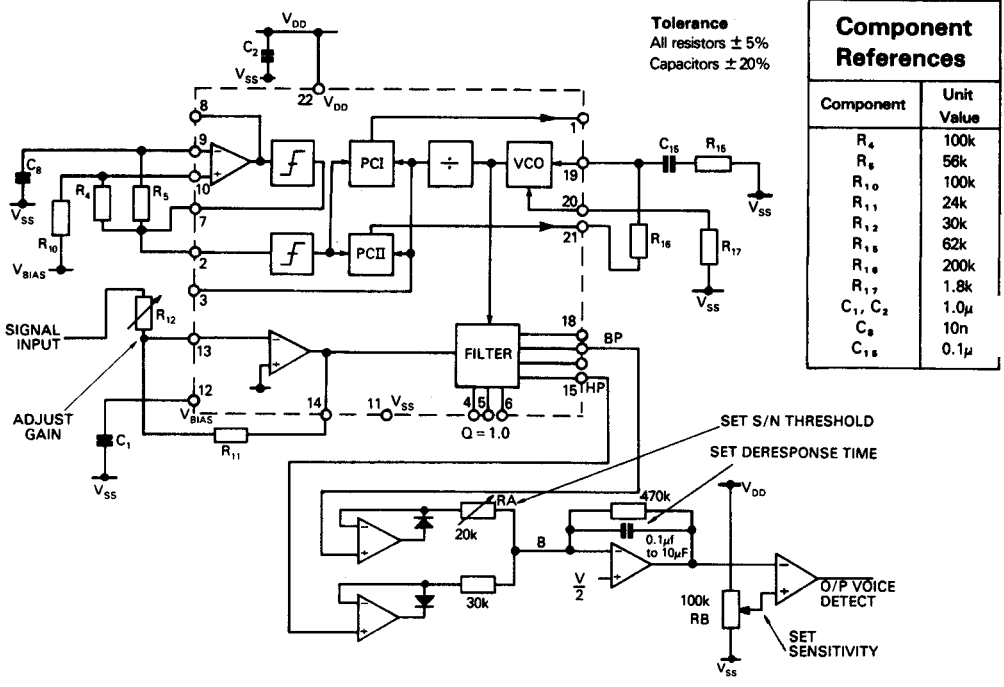 Tolerance
All resistors ± 5%
Capacitors ± 20%
Component
References
Component Unit Value
R4 100k
R5 56k
R10 100k
R11 24k
R12 30k
R15 62k
R16 200k
R17 1.8k
C1, C2 1.0μ
C8 10n
C15 0.1μ
VDD
C2
VSS
22 VDD
8
9
10
7
2
3
13
12
VBIAS
14
11 VSS
4 5 6
Q = 1.0
1
19
20
21
18
15
BP
HP
C8
VSS
R4
R5
R10
VBIAS
PCI
÷
VCO
PCII
FILTER
C15
R15
VSS
R16
R17
VSS
SIGNAL
INPUT
R12
ADJUST
GAIN
C1
VSS
R11
SET S/N THRESHOLD
SET DERESPONSE TIME
RA
20k
30k
B
470k
0.1μf
to 10μF
V/2
VDD
100k
RB
VSS
SET
SENSITIVITY
O/P VOICE
DETECT
− +
− +
− +
− +
− +
−